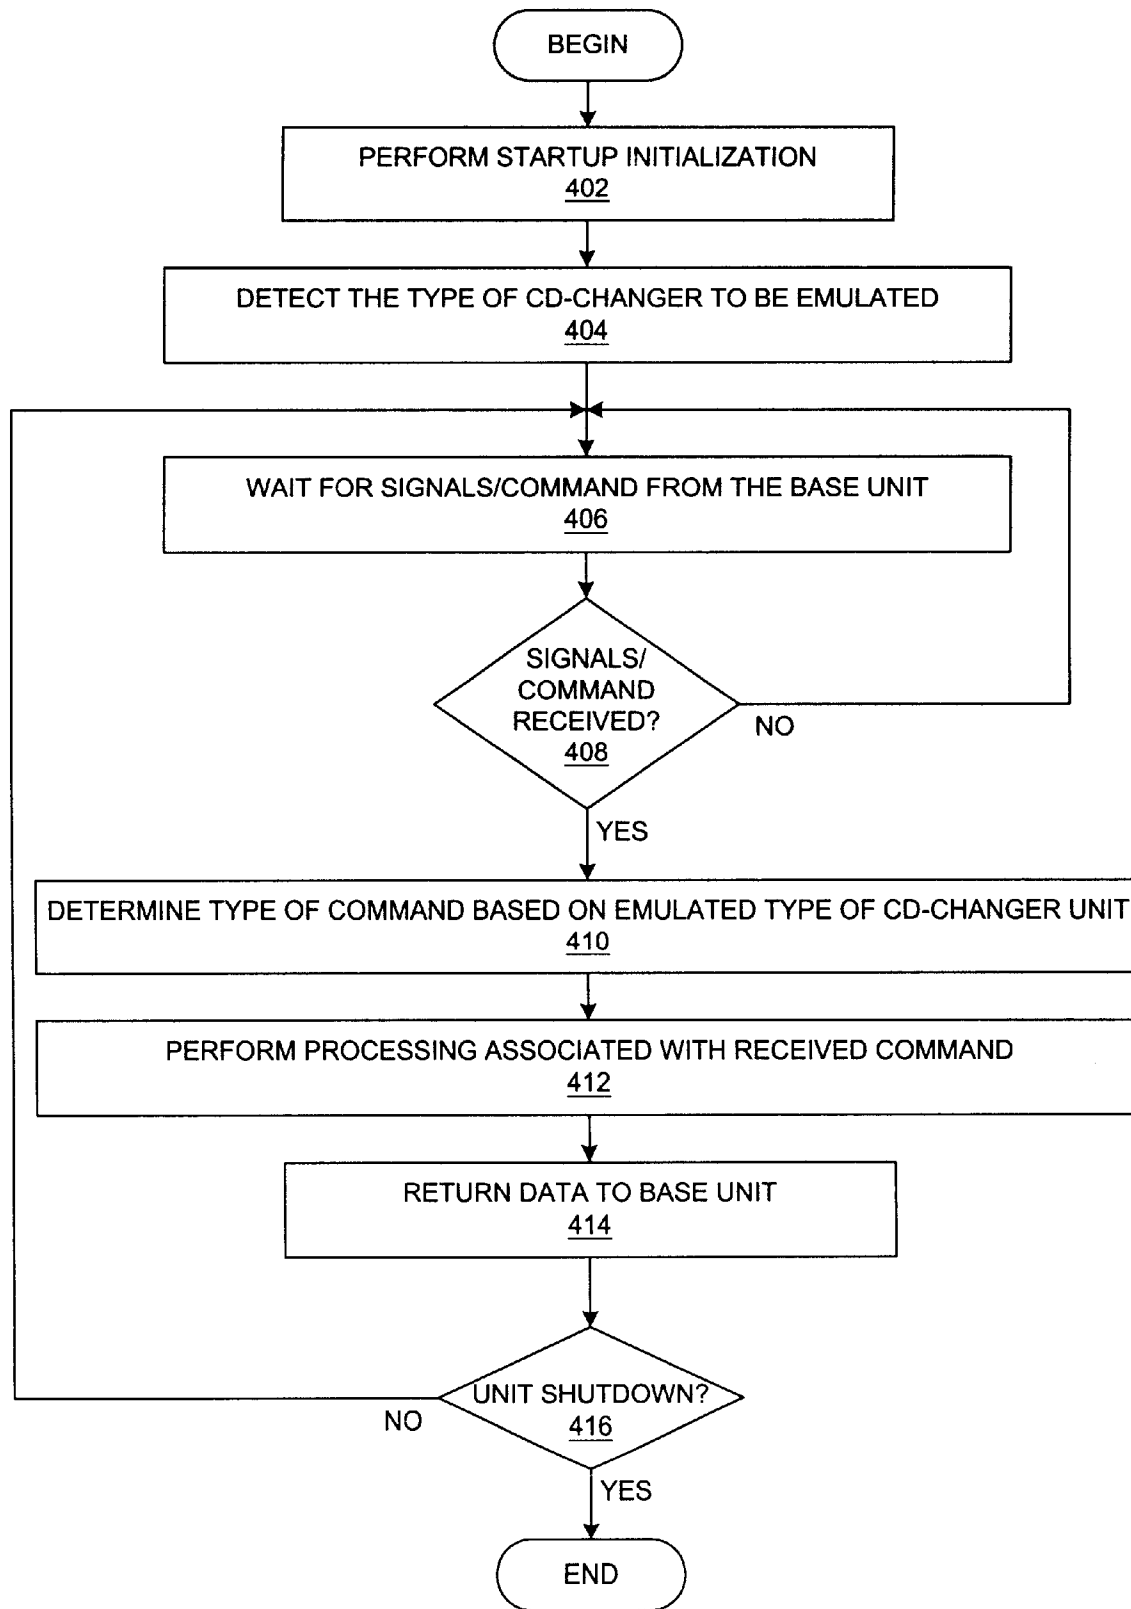 BEGIN
PERFORM STARTUP INITIALIZATION
402
DETECT THE TYPE OF CD-CHANGER TO BE EMULATED
404
WAIT FOR SIGNALS/COMMAND FROM THE BASE UNIT
406
SIGNALS/
COMMAND
RECEIVED?
408
NO
YES
DETERMINE TYPE OF COMMAND BASED ON EMULATED TYPE OF CD-CHANGER UNIT
410
PERFORM PROCESSING ASSOCIATED WITH RECEIVED COMMAND
412
RETURN DATA TO BASE UNIT
414
UNIT SHUTDOWN?
416
NO
YES
END